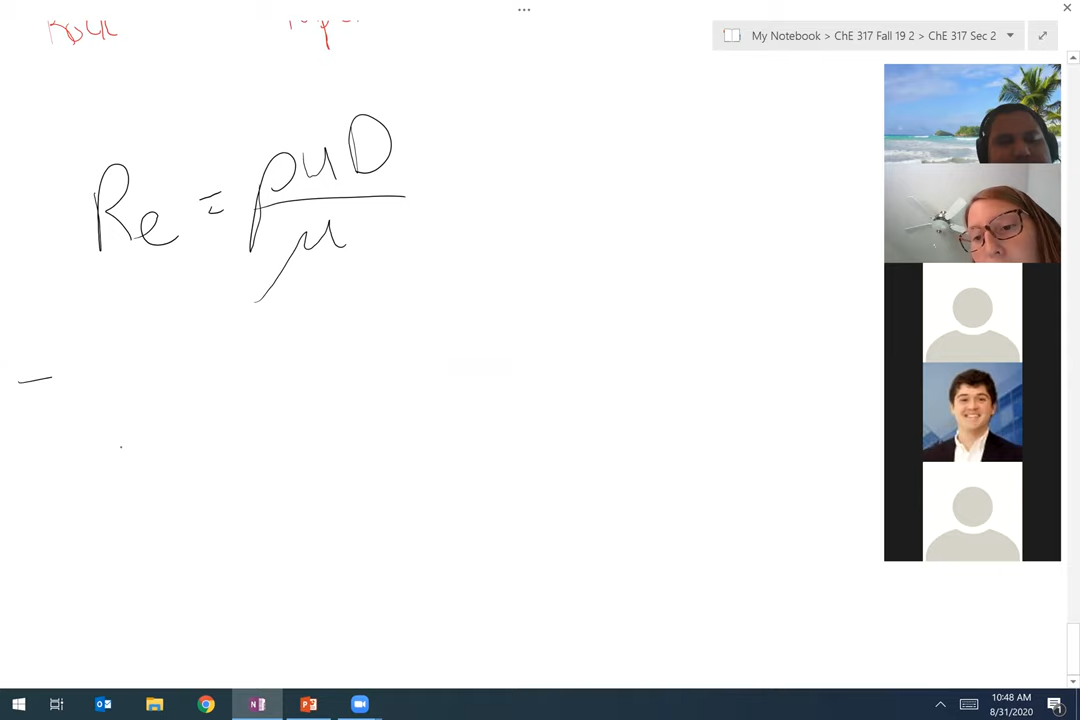 My Notebook > ChE 317 Fall 19 2 > ChE 317 Sec 2
Re = ρuD
μ
10:48 AM
8/31/2020